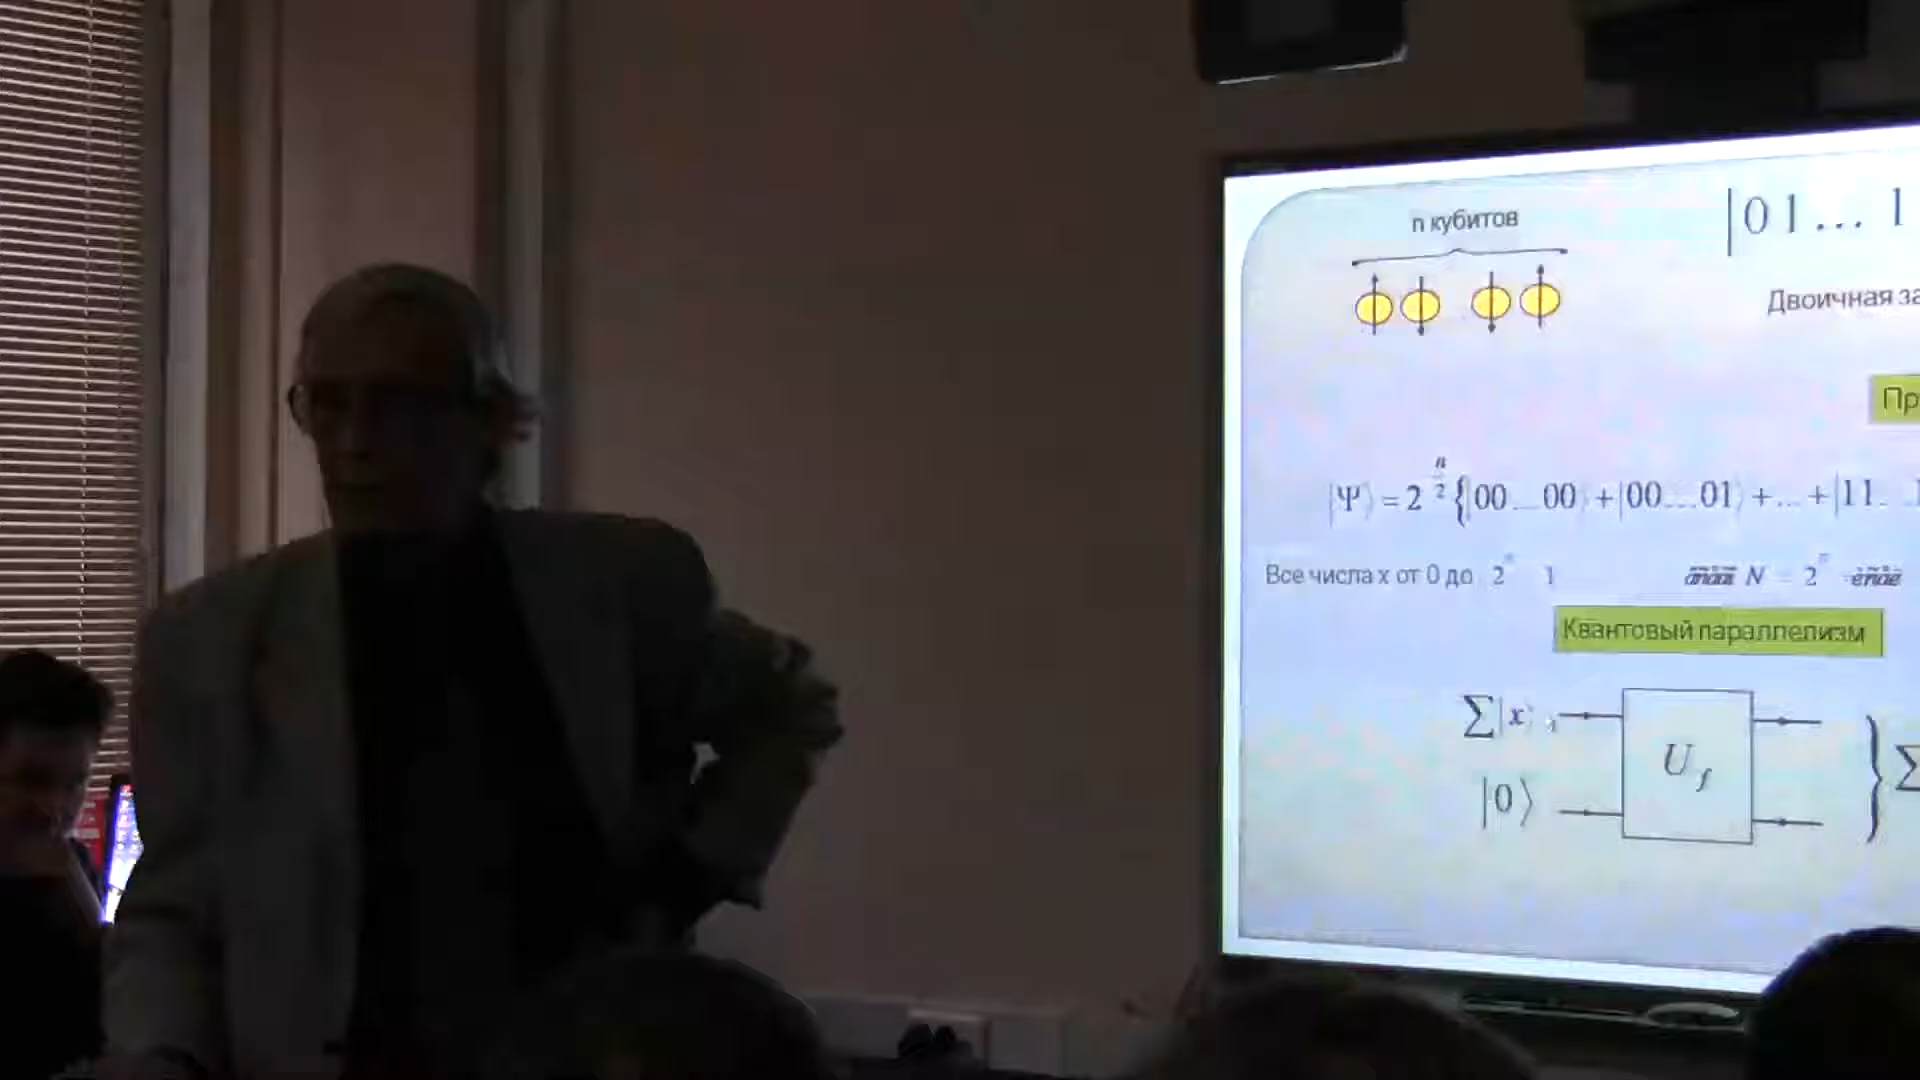 n кубитов
|01... 1
Двоичная за
Пр
|Ψ⟩ = 2^{n/2} {|00...00⟩ + |00...01⟩ + ... + |11...
Все числа x от 0 до 2^n 1 N = 2^n
Квантовый параллелизм
∑|x⟩
U_f
} ∑
|0⟩